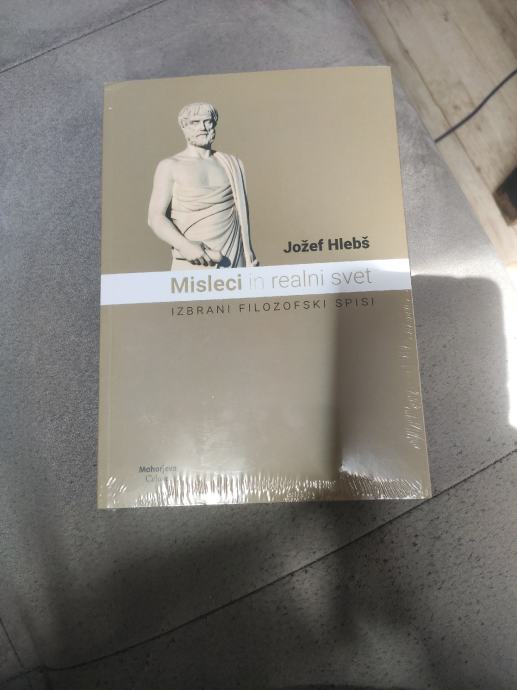 Jožef Hlebš
Misleci in realni svet
IZBRANI FILOZOFSKI SPISI
Mohorjeva